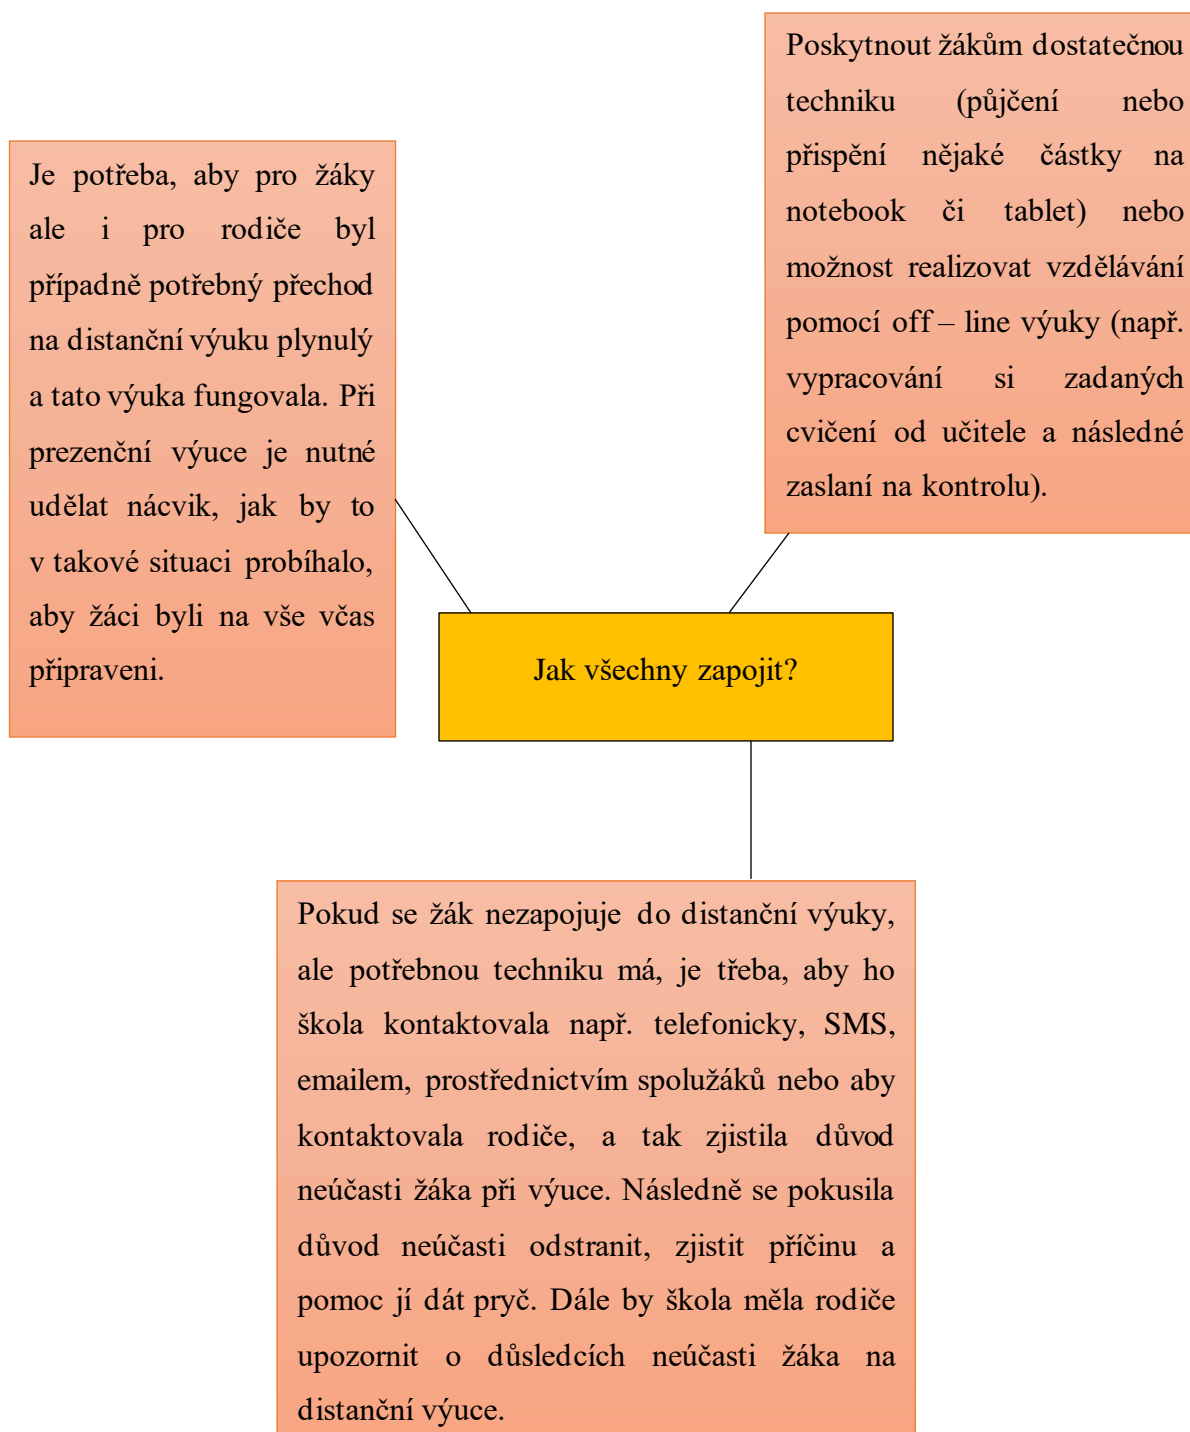 Poskytnout žákům dostatečnou
techniku (půjčení nebo
přispění nějaké částky na
notebook či tablet) nebo
možnost realizovat vzdělávání
pomocí off – line výuky (např.
vypracování si zadaných
cvičení od učitele a následné
zaslaní na kontrolu).
Je potřeba, aby pro žáky
ale i pro rodiče byl
případně potřebný přechod
na distanční výuku plynulý
a tato výuka fungovala. Při
prezenční výuce je nutné
udělat nácvik, jak by to
v takové situaci probíhalo,
aby žáci byli na vše včas
připraveni.
Jak všechny zapojit?
Pokud se žák nezapojuje do distanční výuky,
ale potřebnou techniku má, je třeba, aby ho
škola kontaktovala např. telefonicky, SMS,
emailem, prostřednictvím spolužáků nebo aby
kontaktovala rodiče, a tak zjistila důvod
neúčasti žáka při výuce. Následně se pokusila
důvod neúčasti odstranit, zjistit příčinu a
pomoc jí dát pryč. Dále by škola měla rodiče
upozornit o důsledcích neúčasti žáka na
distanční výuce.